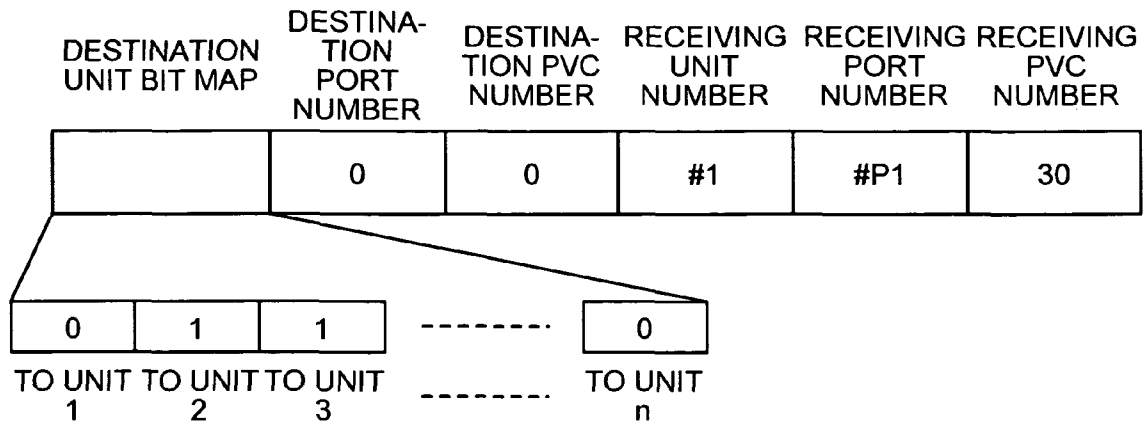 DESTINATION UNIT BIT MAP
DESTINA-TION PORT NUMBER
DESTINA-TION PVC NUMBER
RECEIVING UNIT NUMBER
RECEIVING PORT NUMBER
RECEIVING PVC NUMBER
0 0 #1 #P1 30
0 1 1 0
TO UNIT 1
TO UNIT 2
TO UNIT 3
TO UNIT n